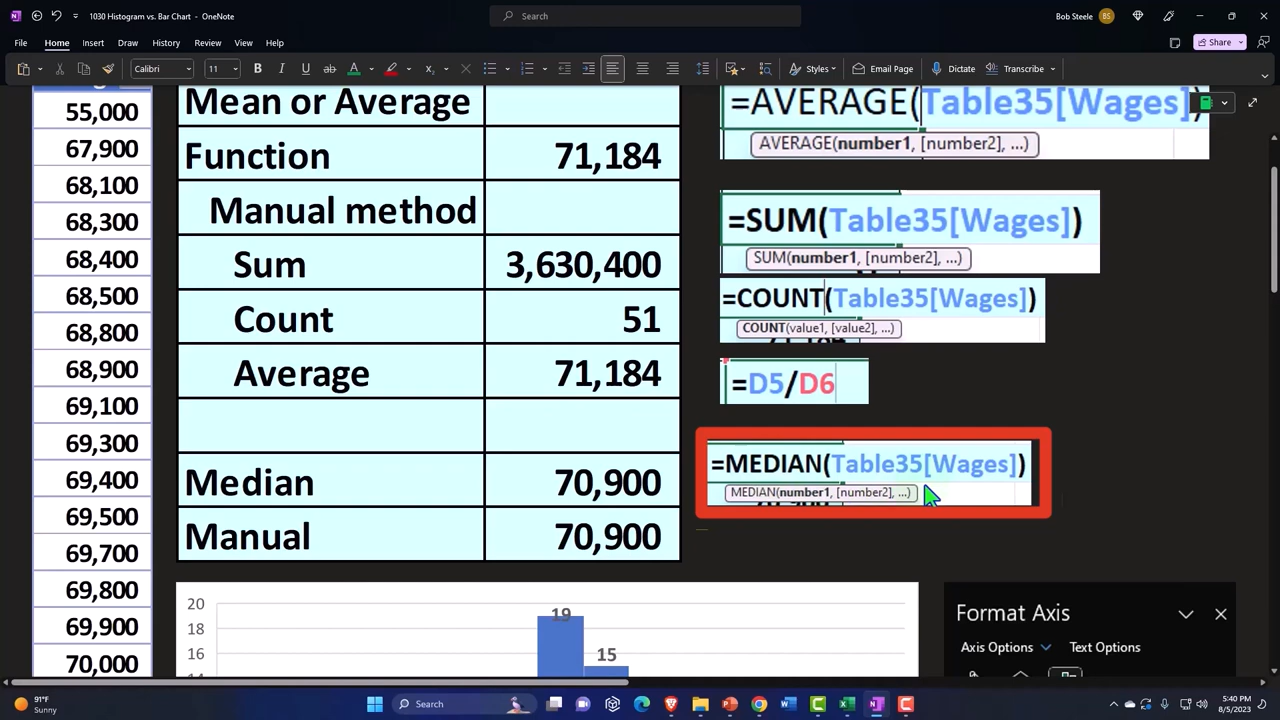 1030 Histogram vs. Bar Chart - OneNote
Search
Bob Steele
BS
File Home Insert Draw History Review View Help
Share
Calibri 11 B I U ab A Styles Email Page Dictate Transcribe
55,000
67,900
68,100
68,300
68,400
68,500
68,800
68,900
69,100
69,300
69,400
69,500
69,700
69,800
69,900
70,000
Mean or Average
Function 71,184
Manual method
Sum 3,630,400
Count 51
Average 71,184
Median 70,900
Manual 70,900
=AVERAGE(Table35[Wages])
AVERAGE(number1, [number2], ...)
=SUM(Table35[Wages])
SUM(number1, [number2], ...)
=COUNT(Table35[Wages])
COUNT(value1, [value2], ...)
=D5/D6
=MEDIAN(Table35[Wages])
MEDIAN(number1, [number2], ...)
20
18
16
19
15
Format Axis
Axis Options Text Options
91°F
Sunny
Search
5:40 PM
8/5/2023